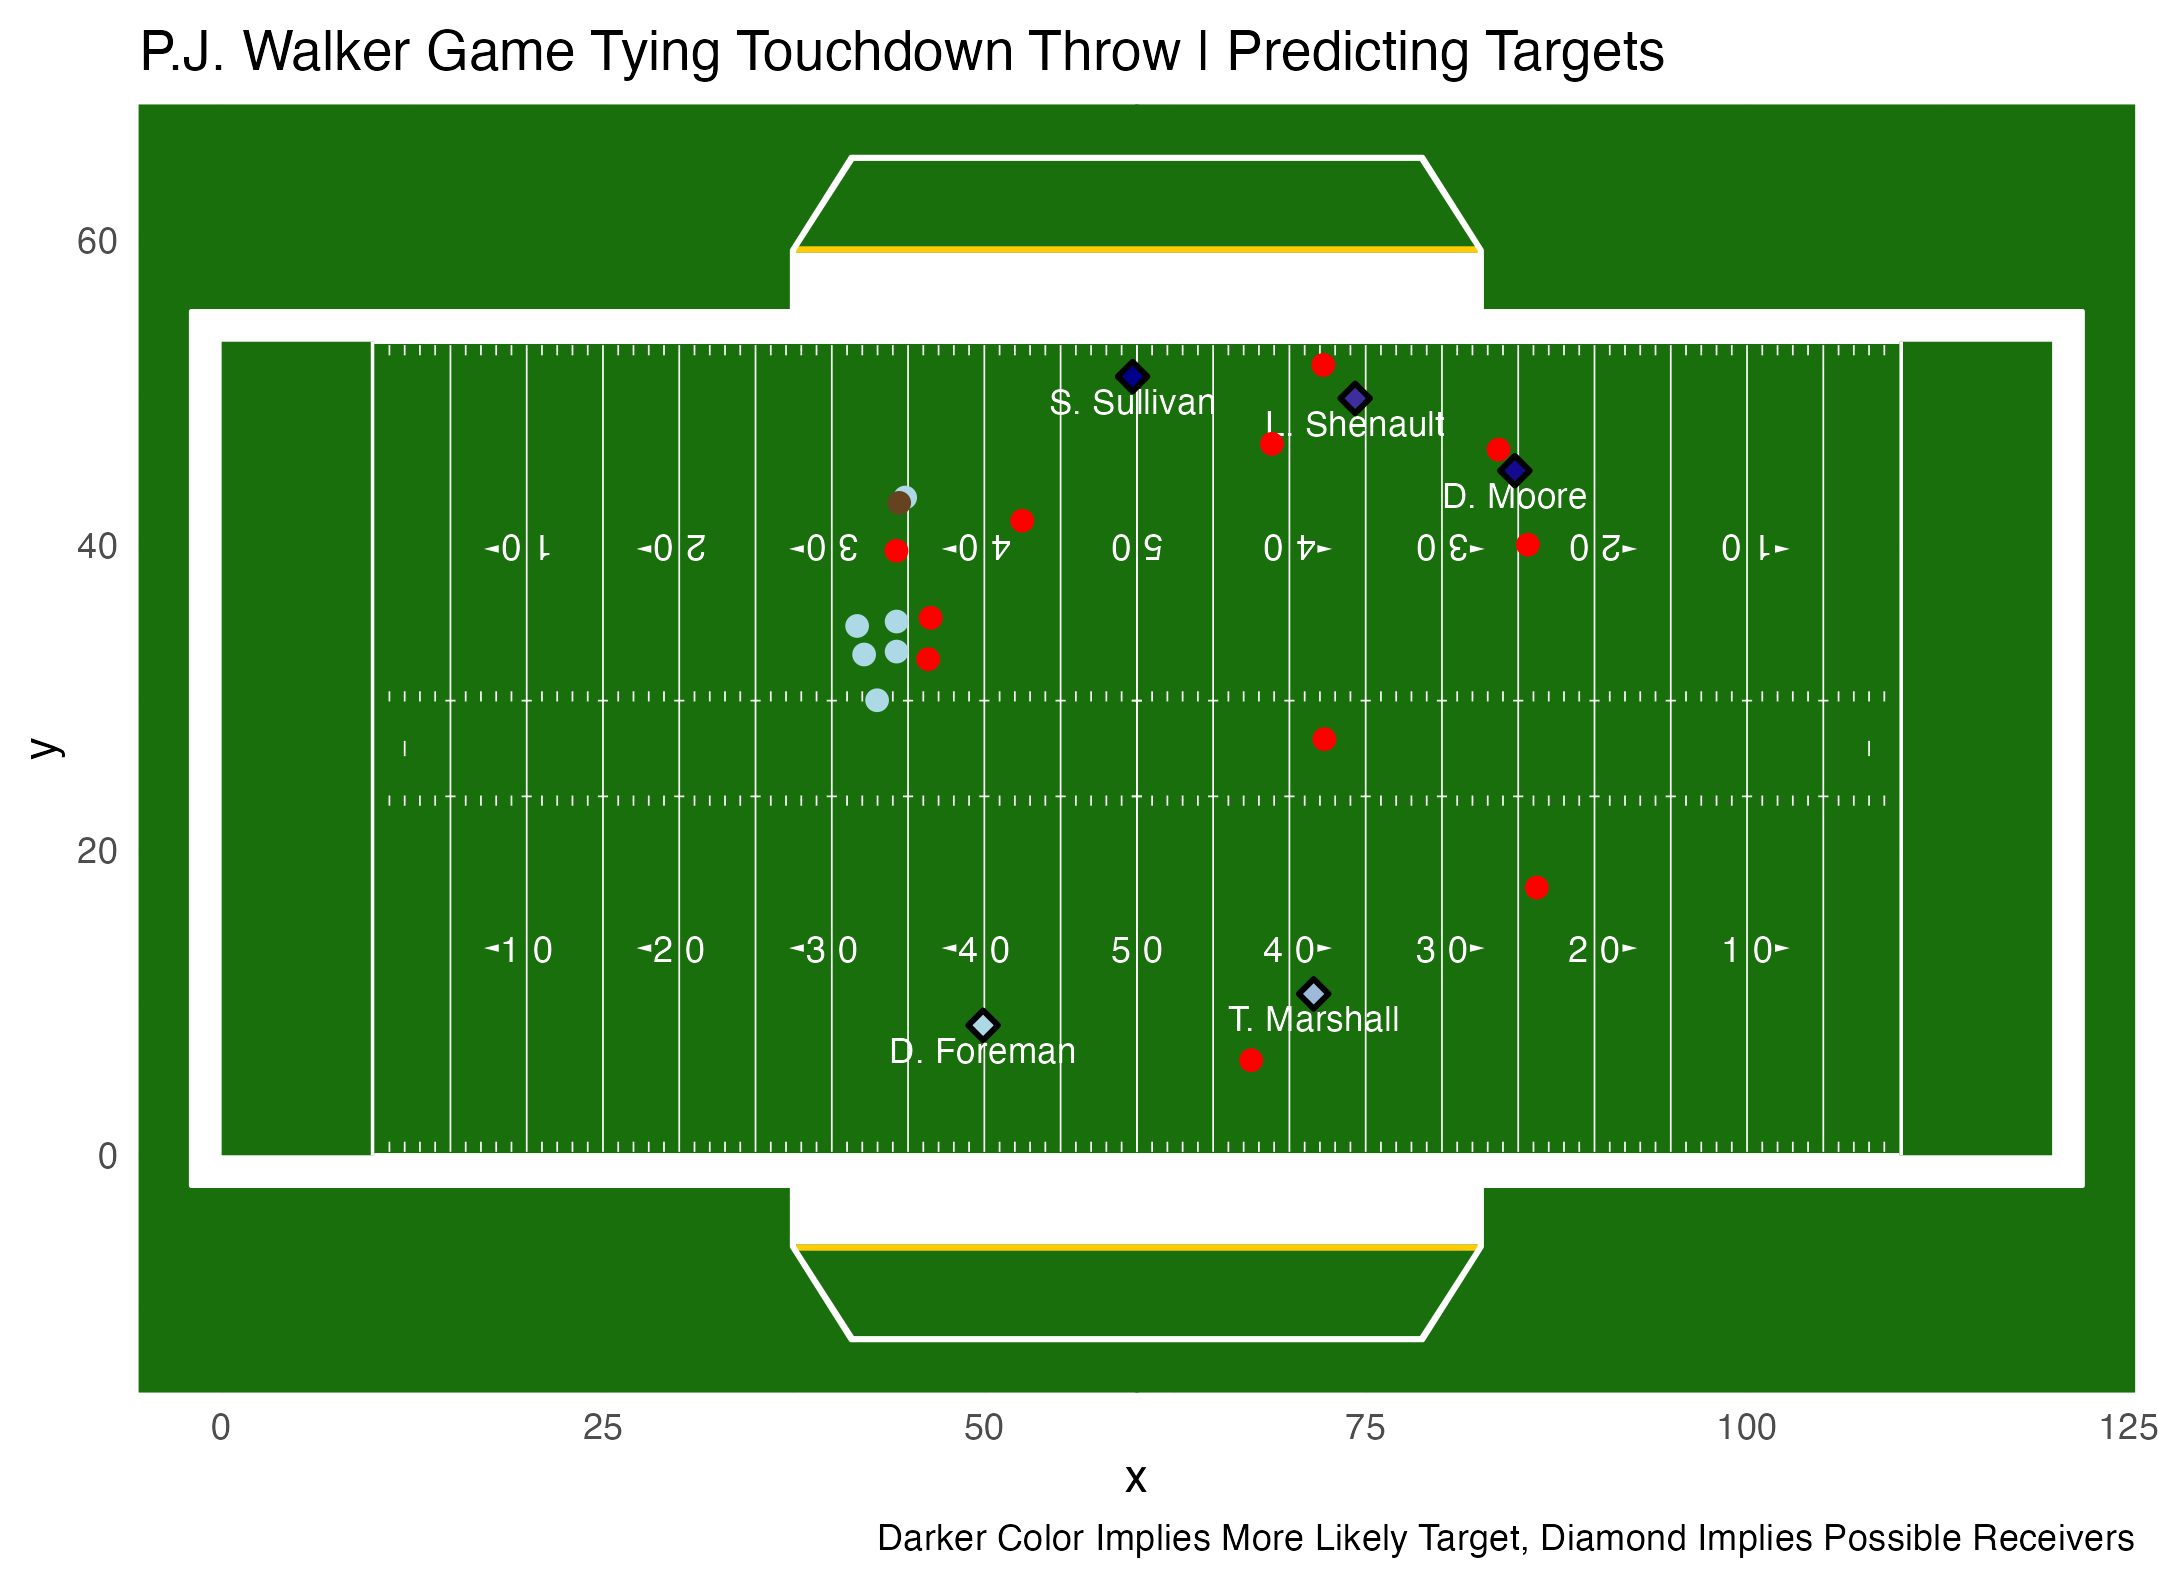 P.J. Walker Game Tying Touchdown Throw | Predicting Targets
60
S. Sullivan
L. Shenault
D. Moore
40
10 20 30 40 50 40 30 20 10
20
10 20 30 40 50 40 30 20 10
T. Marshall
D. Foreman
0
0 25 50 75 100 125
x
y
Darker Color Implies More Likely Target, Diamond Implies Possible Receivers